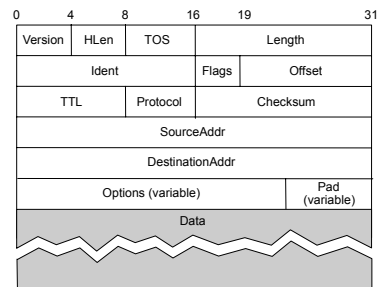 0 4 8 16 19 31
Version HLen TOS Length
Ident Flags Offset
TTL Protocol Checksum
SourceAddr
DestinationAddr
Options (variable) Pad
(variable)
Data